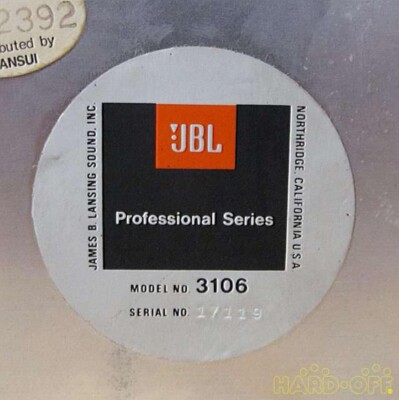 2392
buted by
ANSUI
JBL
JAMES B. LANSING SOUND, INC.
NORTHRIDGE, CALIFORNIA U S A
Professional Series
MODEL NO. 3106
SERIAL NO. 17119
HARD-OFF